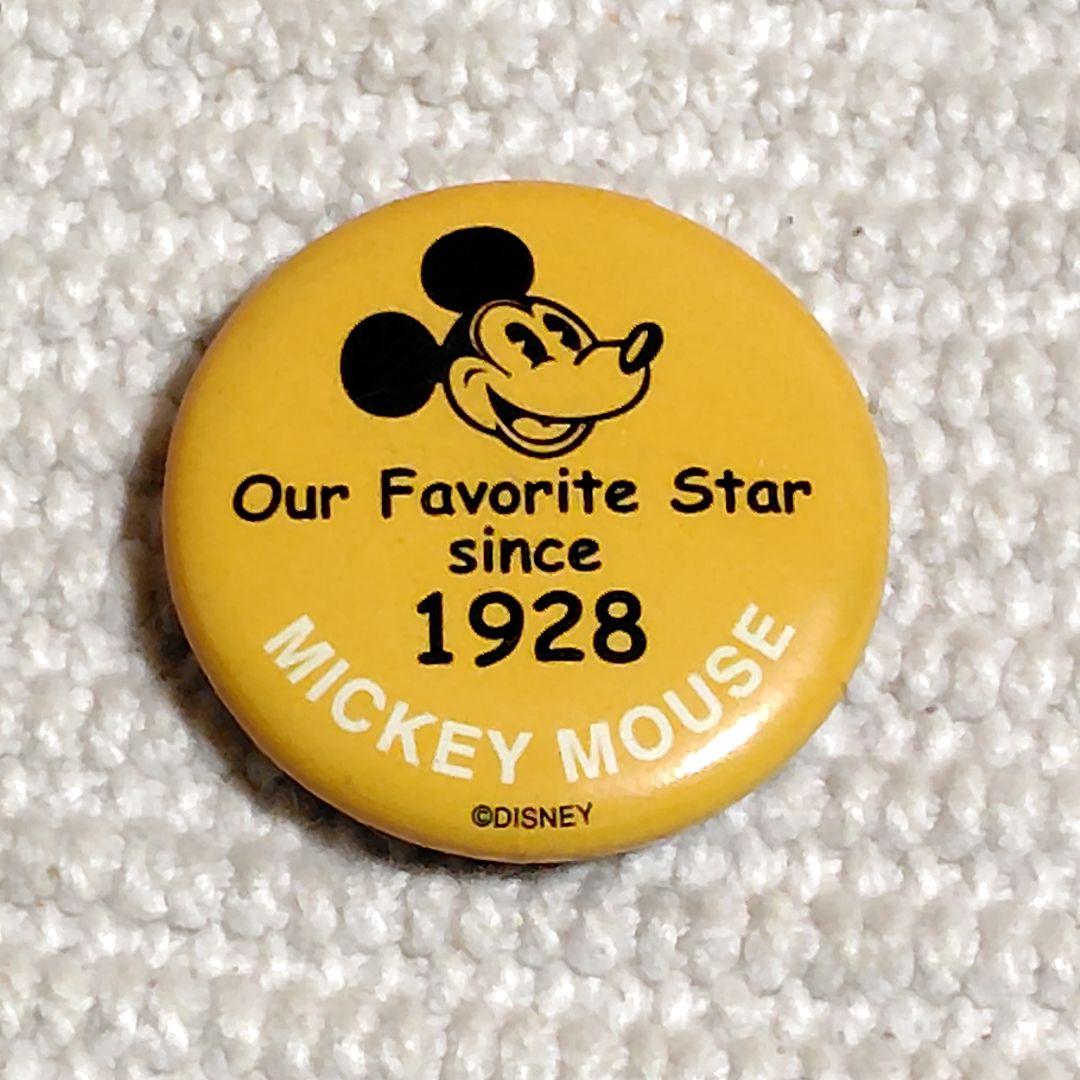 Our Favorite Star
since
1928
MICKEY MOUSE
©DISNEY